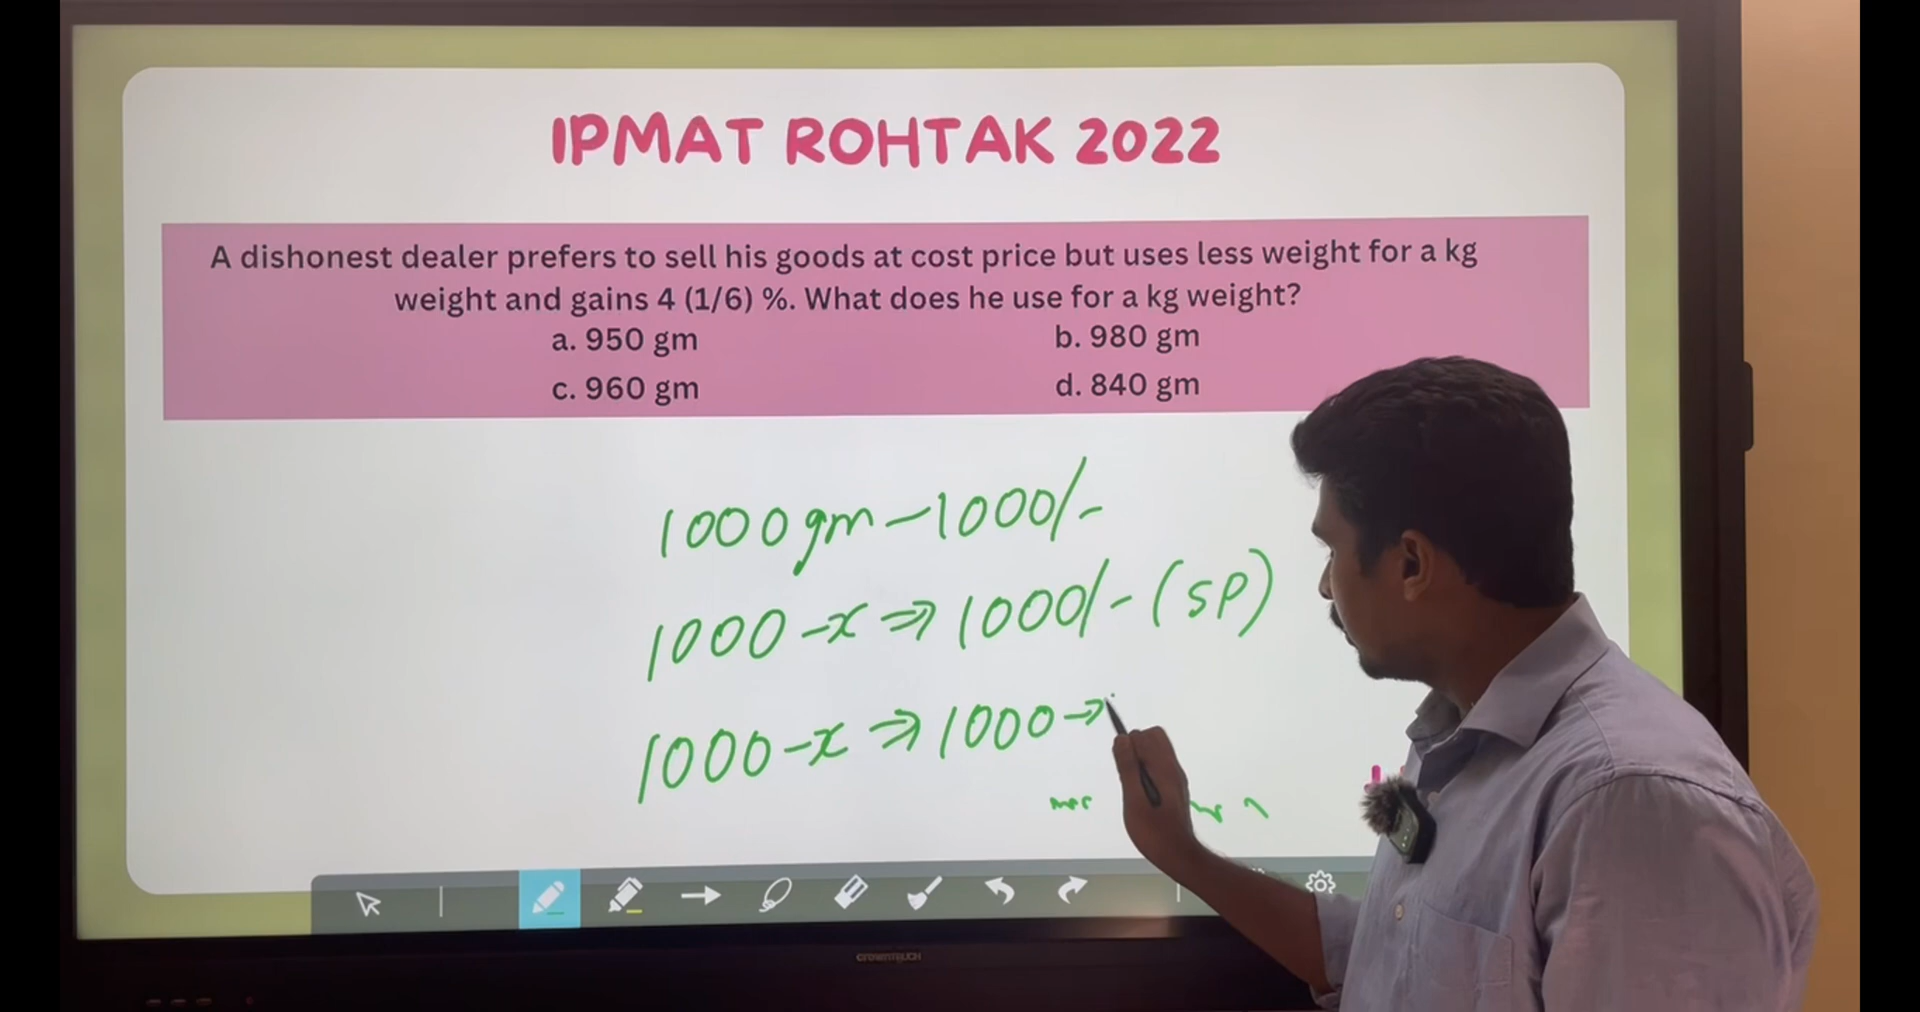 IPMAT ROHTAK 2022
A dishonest dealer prefers to sell his goods at cost price but uses less weight for a kg
weight and gains 4 (1/6) %. What does he use for a kg weight?
a. 950 gm
b. 980 gm
c. 960 gm
d. 840 gm
1000gm-1000/-
1000-x⇒1000/-(SP)
1000-x⇒1000-x